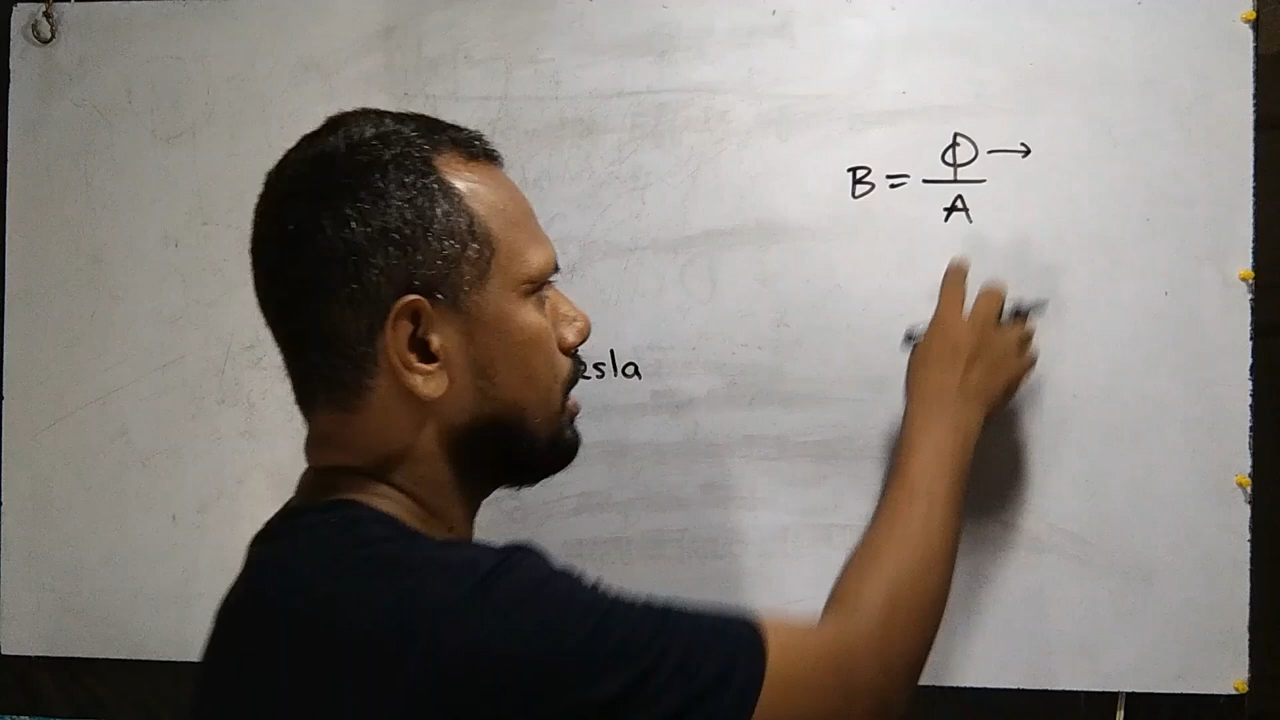 B = Φ/A →
esla